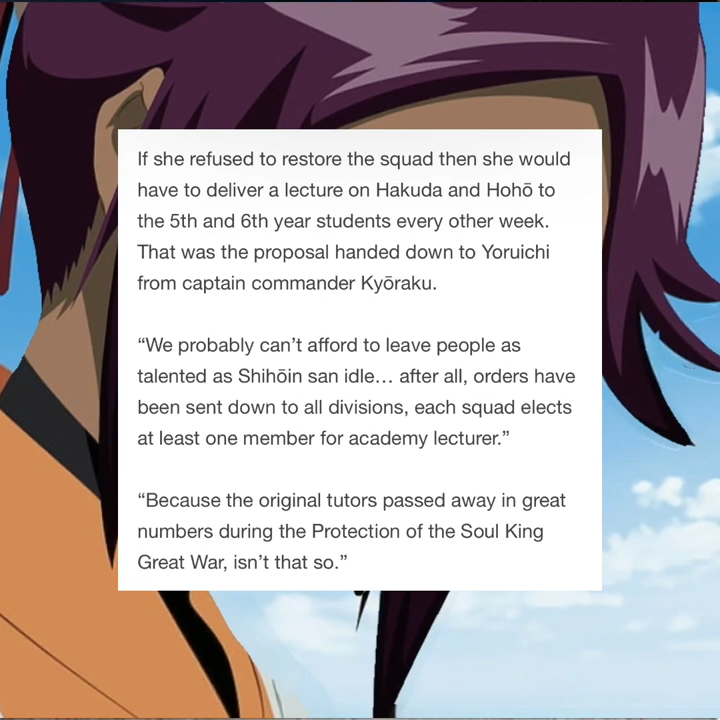 If she refused to restore the squad then she would
have to deliver a lecture on Hakuda and Hohō to
the 5th and 6th year students every other week.
That was the proposal handed down to Yoruichi
from captain commander Kyōraku.
“We probably can’t afford to leave people as
talented as Shihōin san idle… after all, orders have
been sent down to all divisions, each squad elects
at least one member for academy lecturer.”
“Because the original tutors passed away in great
numbers during the Protection of the Soul King
Great War, isn’t that so.”